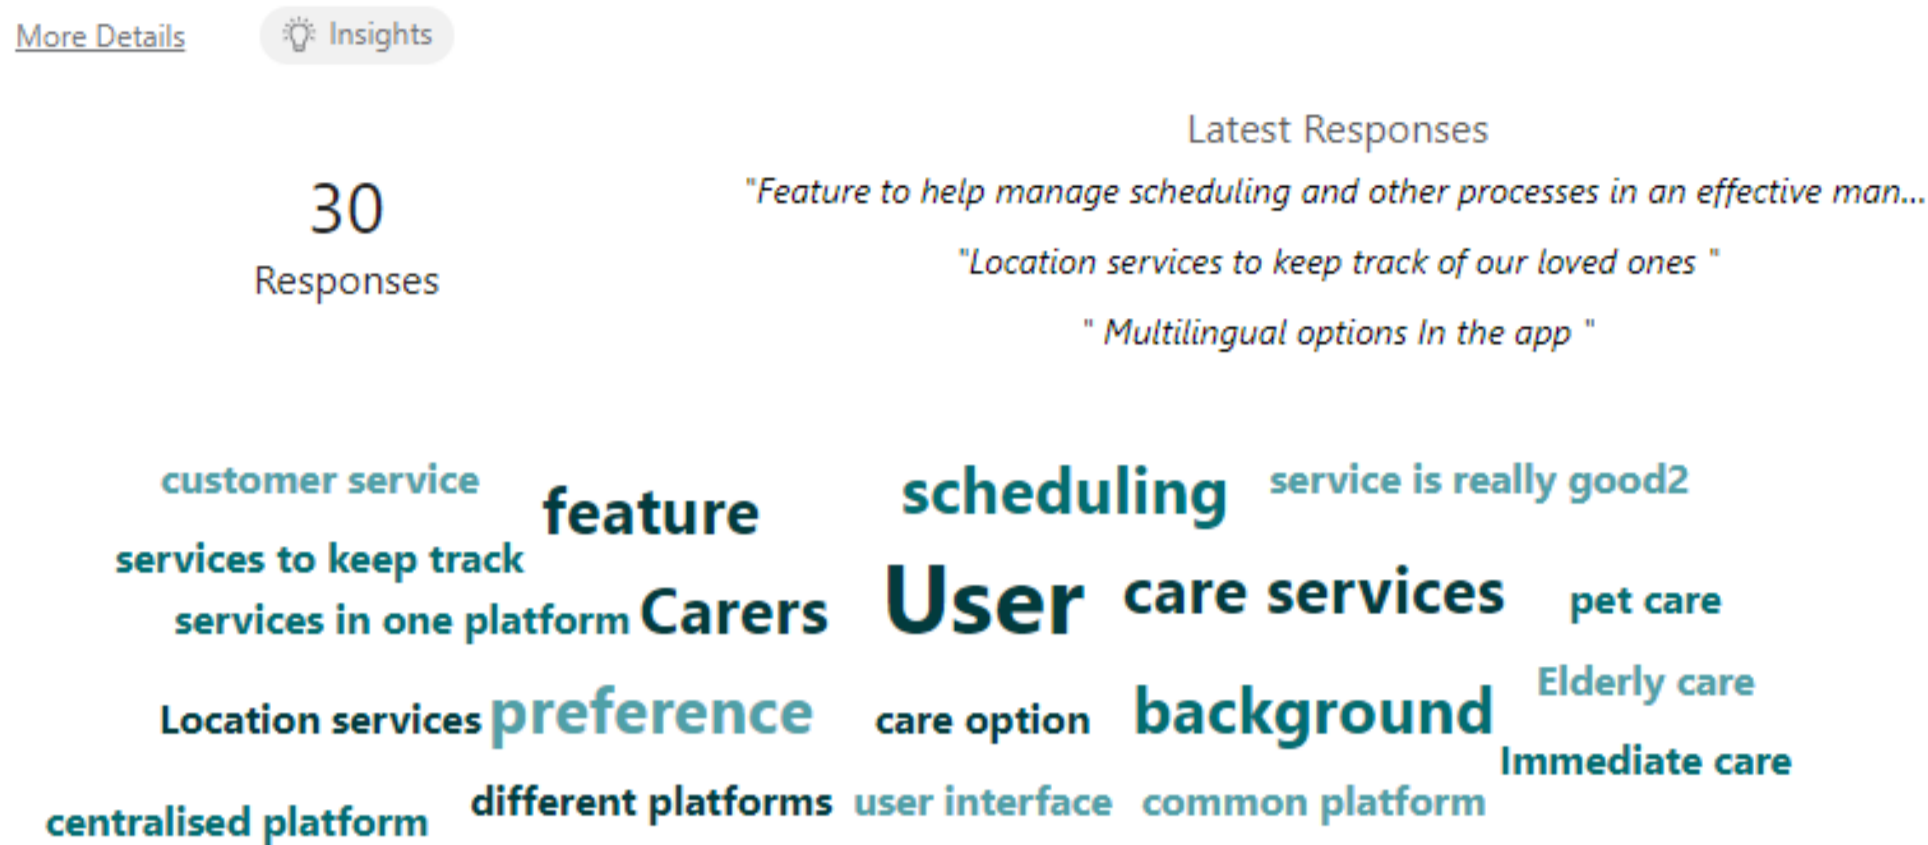 More Details
Insights
30
Responses
Latest Responses
"Feature to help manage scheduling and other processes in an effective man...
"Location services to keep track of our loved ones "
" Multilingual options In the app "
customer service
feature
scheduling
service is really good2
services to keep track
services in one platform
Carers
User
care services
pet care
Location services
preference
care option
background
Elderly care
Immediate care
centralised platform
different platforms
user interface
common platform